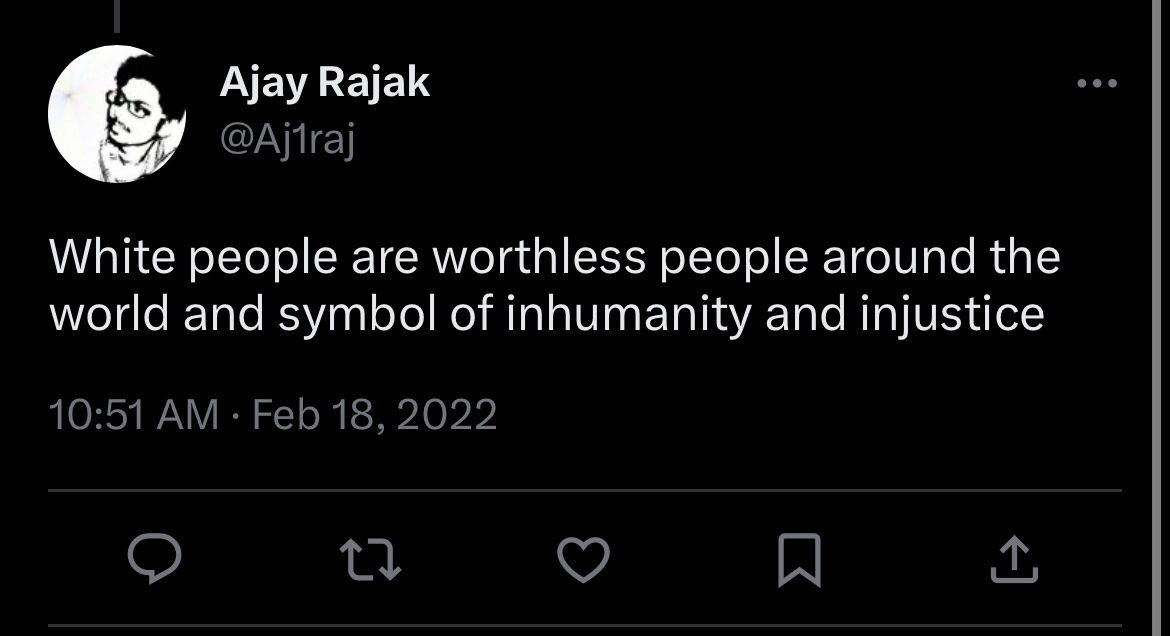 Ajay Rajak
@Aj1raj
White people are worthless people around the
world and symbol of inhumanity and injustice
10:51 AM · Feb 18, 2022